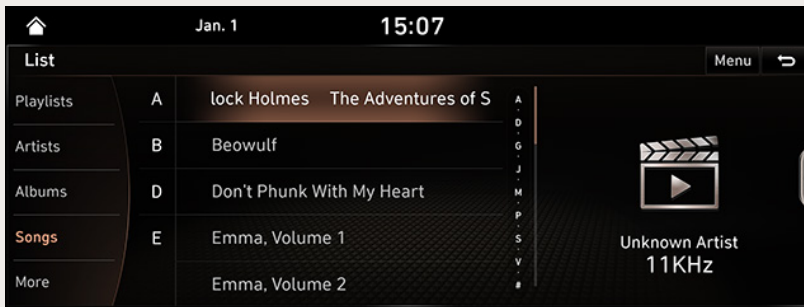 Jan. 1 15:07
List Menu
Playlists
Artists
Albums
Songs
More
A lock Holmes The Adventures of S
B Beowulf
D Don't Phunk With My Heart
E Emma, Volume 1
Emma, Volume 2
A
D
G
J
M
P
S
V
#
Unknown Artist
11KHz